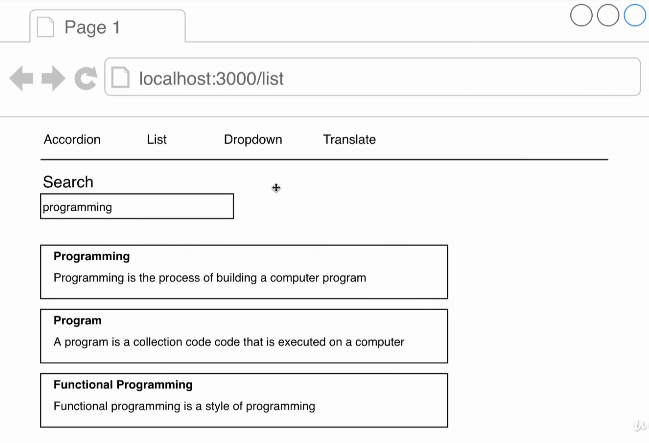 Page 1
localhost:3000/list
Accordion List Dropdown Translate
Search
programming
Programming
Programming is the process of building a computer program
Program
A program is a collection code code that is executed on a computer
Functional Programming
Functional programming is a style of programming